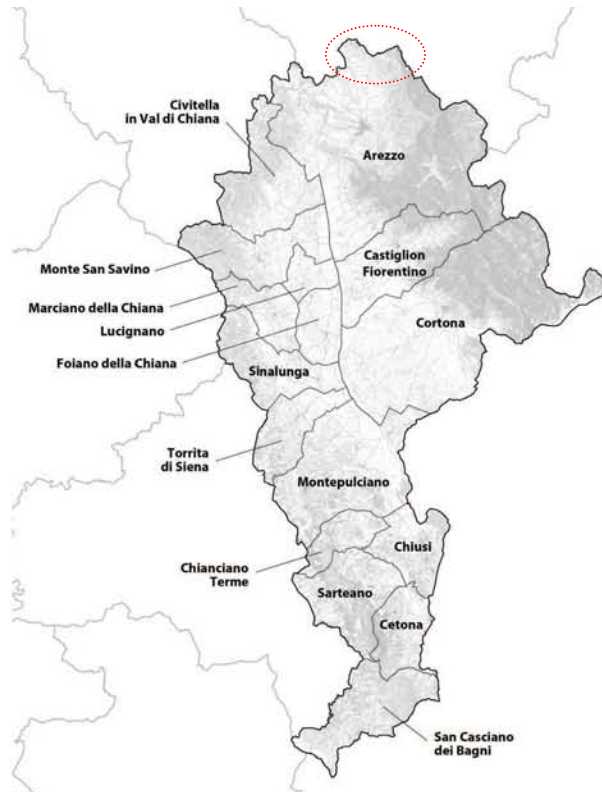 Civitella
in Val di Chiana
Arezzo
Monte San Savino
Castiglion
Fiorentino
Marciano della Chiana
Lucignano
Cortona
Foiano della Chiana
Sinalunga
Torrita
di Siena
Montepulciano
Chiusi
Chianciano
Terme
Sarteano
Cetona
San Casciano
dei Bagni